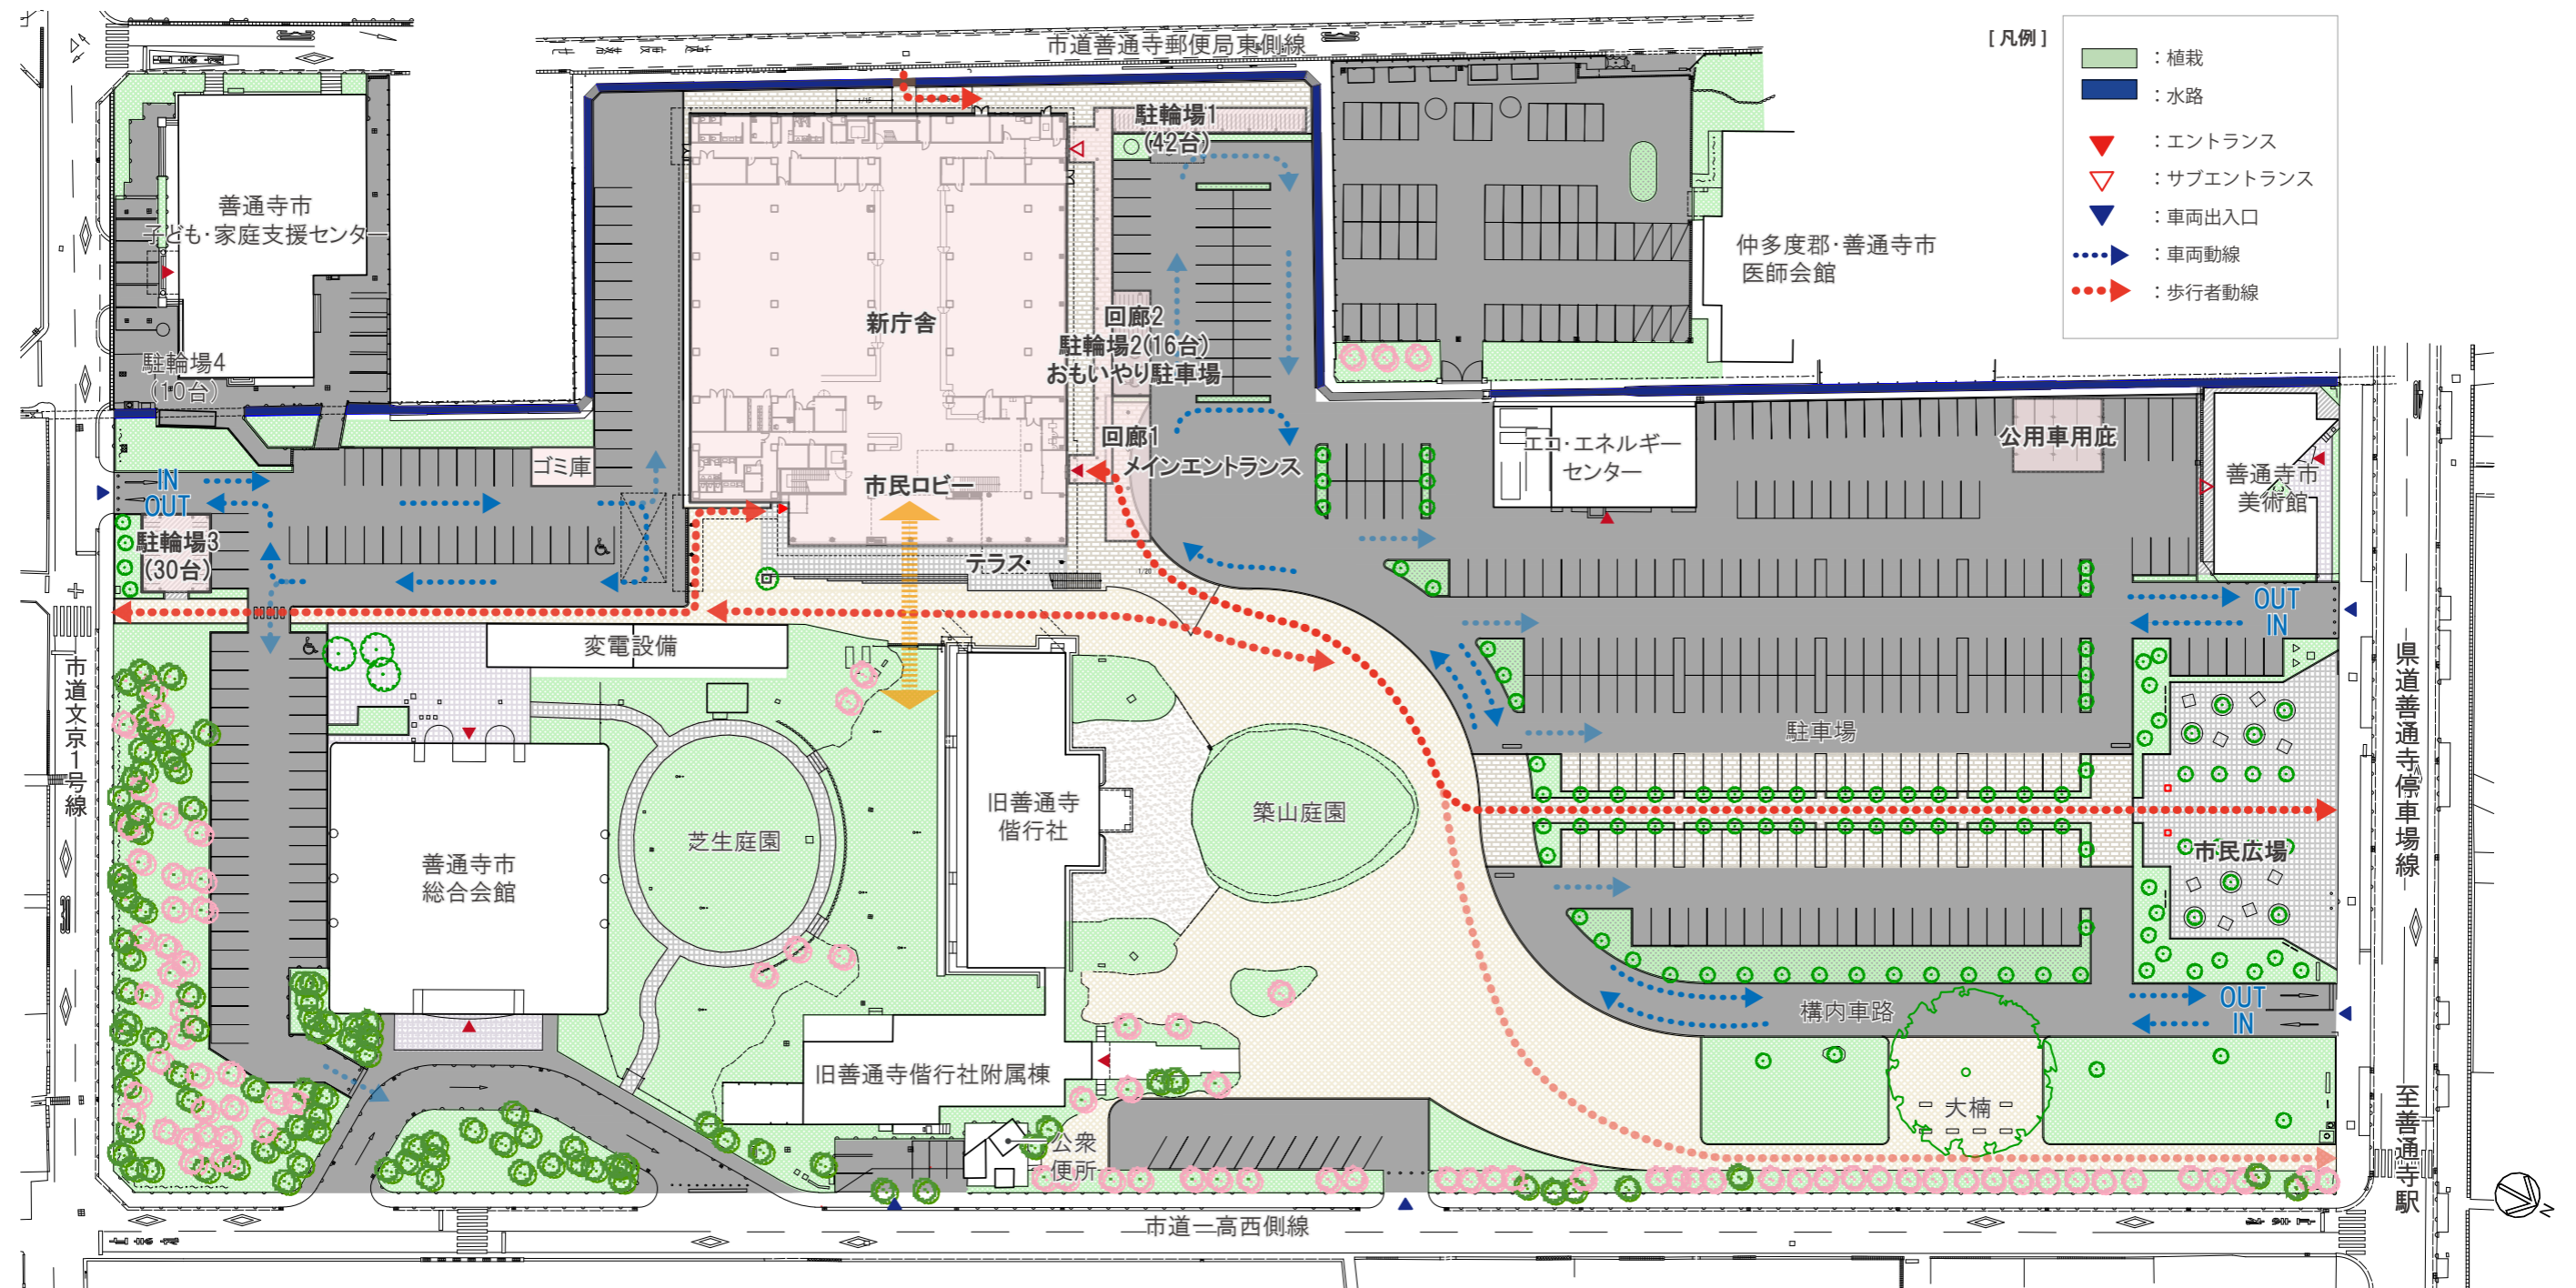 市道善通寺郵便局東側線
[ 凡例 ]
：植栽
：水路
：エントランス
：サブエントランス
：車両出入口
：車両動線
：歩行者動線
善通寺市
子ども・家庭支援センター
駐輪場4
(10台)
駐輪場1
(42台)
新庁舎
回廊2
駐輪場2(16台)
おもいやり駐車場
回廊1
メインエントランス
市民ロビー
テラス
仲多度郡・善通寺市
医師会館
エコ・エネルギー
センター
公用車用庇
善通寺市
美術館
ゴミ庫
IN
OUT
駐輪場3
(30台)
OUT
IN
変電設備
市道文京1号線
県道善通寺停車場線
駐車場
旧善通寺
偕行社
築山庭園
芝生庭園
善通寺市
総合会館
市民広場
構内車路
OUT
IN
旧善通寺偕行社附属棟
大楠
公衆
便所
至善通寺駅
市道一高西側線
1/20
N